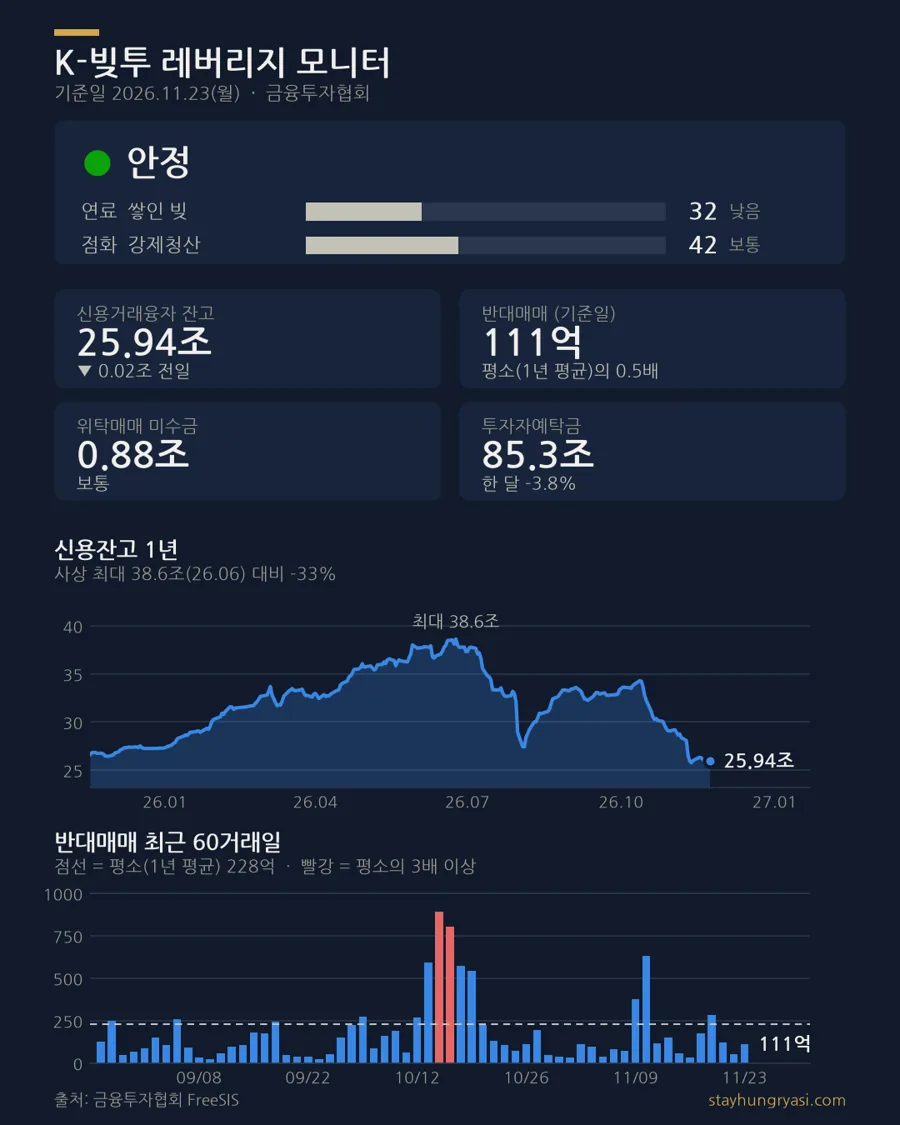 K-빚투 레버리지 모니터
기준일 2026.11.23(월) · 금융투자협회
안정
연료 쌓인 빚 32 낮음
점화 강제청산 42 보통
신용거래융자 잔고
25.94조
▼ 0.02조 전일
반대매매 (기준일)
111억
평소(1년 평균)의 0.5배
위탁매매 미수금
0.88조
보통
투자자예탁금
85.3조
한 달 -3.8%
신용잔고 1년
사상 최대 38.6조(26.06) 대비 -33%
최대 38.6조
40
35
30
25
25.94조
26.01 26.04 26.07 26.10 27.01
반대매매 최근 60거래일
점선 = 평소(1년 평균) 228억 · 빨강 = 평소의 3배 이상
1000
750
500
250
0
111억
09/08 09/22 10/12 10/26 11/09 11/23
출처: 금융투자협회 FreeSIS
stayhungryasi.com